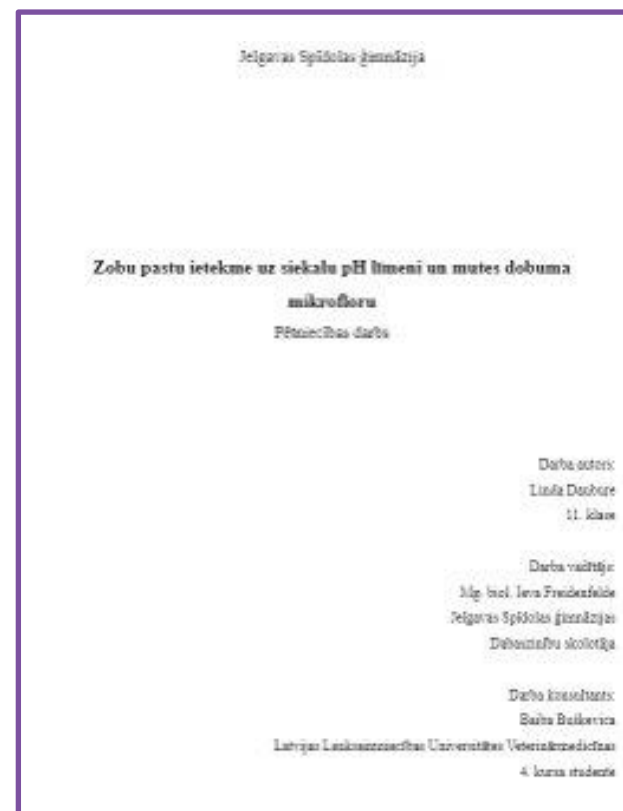 Jelgavas Spīdolas ģimnāzija
Zobu pastu ietekme uz siekalu pH līmeni un mutes dobuma
mikrofloru
Pētniecības darbs
Darba autors:
Linda Daubure
11. klase
Darba vadītājs:
Mg. biol. Ieva Freidenfelde
Jelgavas Spīdolas ģimnāzijas
Dabaszinību skolotāja
Darba konsultants:
Baiba Buškevica
Latvijas Lauksaimniecības Universitātes Veterinārmedicīnas
4. kursa studente